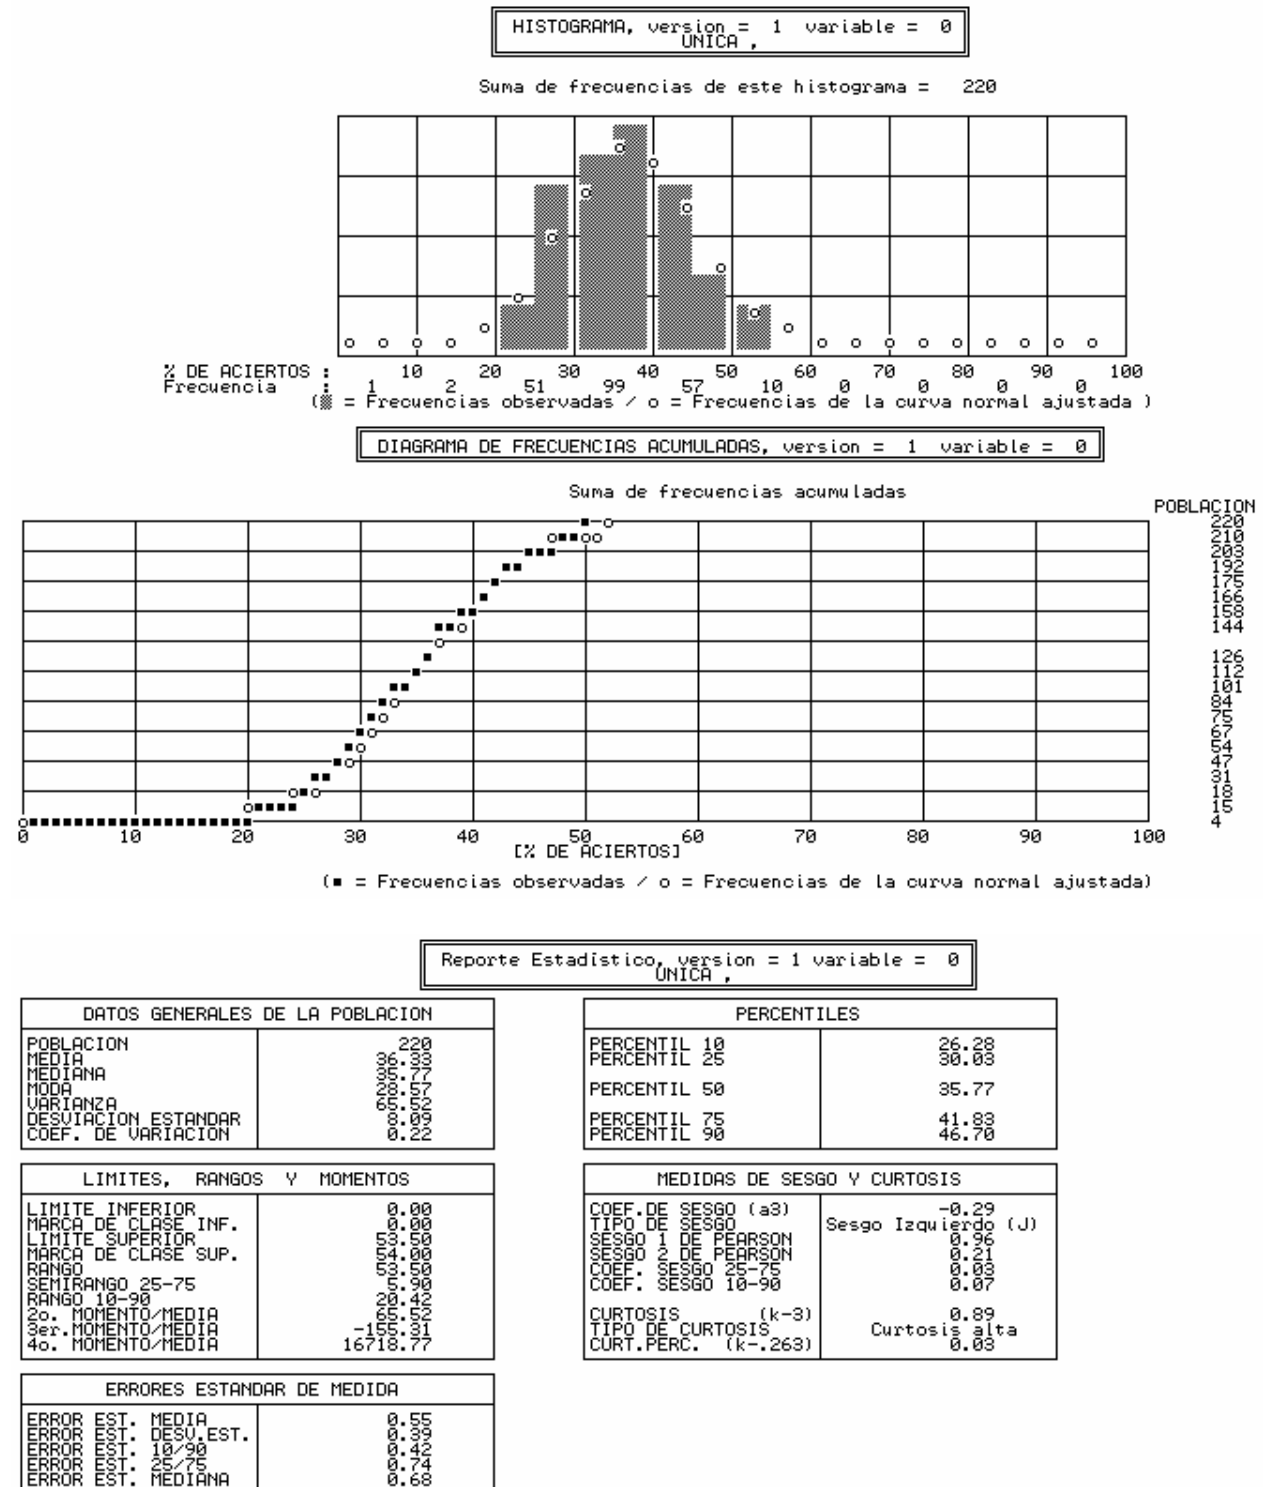 HISTOGRAMA, version = 1 variable = 0
UNICA ,
Suma de frecuencias de este histograma = 220
% DE ACIERTOS : 10 20 30 40 50 60 70 80 90 100
Frecuencia : 1 2 51 99 57 10 0 0 0 0
(▒ = Frecuencias observadas / o = Frecuencias de la curva normal ajustada )
DIAGRAMA DE FRECUENCIAS ACUMULADAS, version = 1 variable = 0
Suma de frecuencias acumuladas
POBLACION
220
210
203
192
175
166
158
144
126
112
101
84
75
67
54
47
31
18
15
4
0 10 20 30 40 50 60 70 80 90 100
[% DE ACIERTOS]
(■ = Frecuencias observadas / o = Frecuencias de la curva normal ajustada)
Reporte Estadístico, version = 1 variable = 0
UNICA ,
DATOS GENERALES DE LA POBLACION
POBLACION 220
MEDIA 36.33
MEDIANA 35.77
MODA 28.57
VARIANZA 65.52
DESVIACION ESTANDAR 8.09
COEF. DE VARIACION 0.22
PERCENTILES
PERCENTIL 10 26.28
PERCENTIL 25 30.03
PERCENTIL 50 35.77
PERCENTIL 75 41.83
PERCENTIL 90 46.70
LIMITES, RANGOS Y MOMENTOS
LIMITE INFERIOR 0.00
MARCA DE CLASE INF. 0.00
LIMITE SUPERIOR 53.50
MARCA DE CLASE SUP. 54.00
RANGO 53.50
SEMIRANGO 25-75 5.90
RANGO 10-90 20.42
2o. MOMENTO/MEDIA 65.52
3er.MOMENTO/MEDIA -155.31
4o. MOMENTO/MEDIA 16718.77
MEDIDAS DE SESGO Y CURTOSIS
COEF.DE SESGO (a3) -0.29
TIPO DE SESGO Sesgo Izquierdo (J)
SESGO 1 DE PEARSON 0.96
SESGO 2 DE PEARSON 0.21
COEF. SESGO 25-75 0.03
COEF. SESGO 10-90 0.07
CURTOSIS (k-3) 0.89
TIPO DE CURTOSIS Curtosis alta
CURT.PERC. (k-.263) 0.03
ERRORES ESTANDAR DE MEDIDA
ERROR EST. MEDIA 0.55
ERROR EST. DESV.EST. 0.39
ERROR EST. 10/90 0.42
ERROR EST. 25/75 0.74
ERROR EST. MEDIANA 0.68